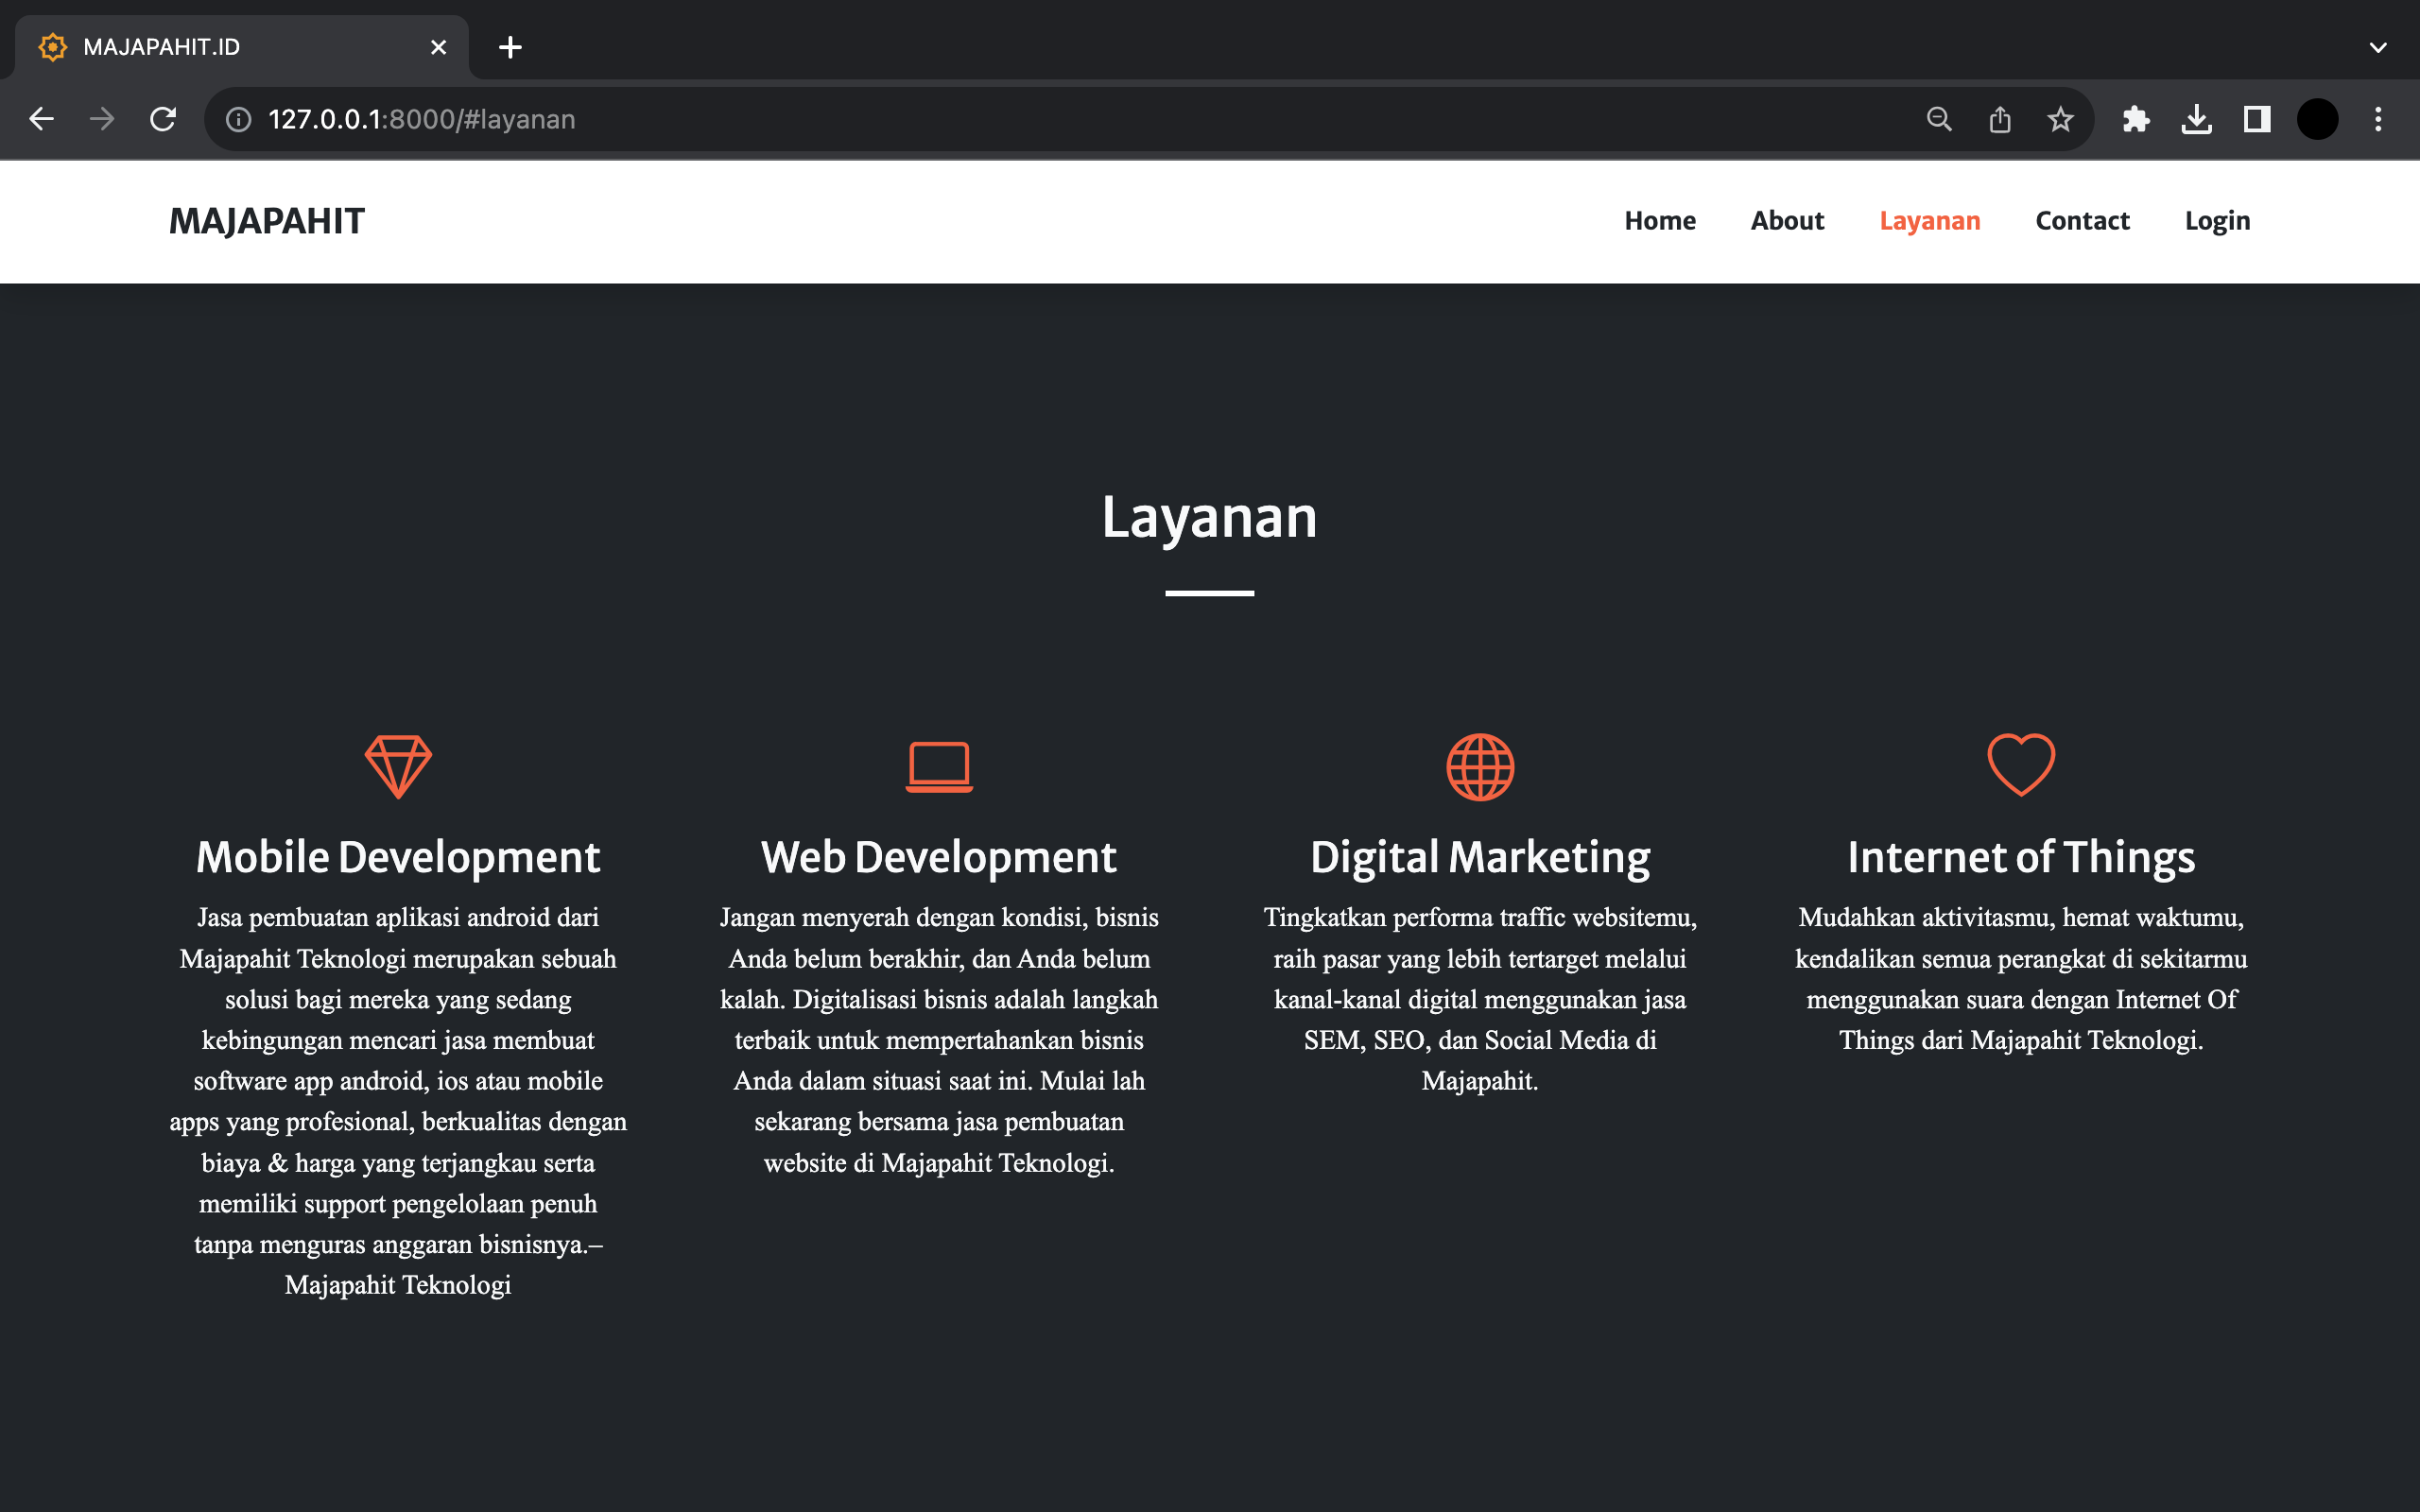 MAJAPAHIT.ID
127.0.0.1:8000/#layanan
MAJAPAHIT
Home About Layanan Contact Login
Layanan
Mobile Development
Jasa pembuatan aplikasi android dari
Majapahit Teknologi merupakan sebuah
solusi bagi mereka yang sedang
kebingungan mencari jasa membuat
software app android, ios atau mobile
apps yang profesional, berkualitas dengan
biaya & harga yang terjangkau serta
memiliki support pengelolaan penuh
tanpa menguras anggaran bisnisnya.–
Majapahit Teknologi
Web Development
Jangan menyerah dengan kondisi, bisnis
Anda belum berakhir, dan Anda belum
kalah. Digitalisasi bisnis adalah langkah
terbaik untuk mempertahankan bisnis
Anda dalam situasi saat ini. Mulai lah
sekarang bersama jasa pembuatan
website di Majapahit Teknologi.
Digital Marketing
Tingkatkan performa traffic websitemu,
raih pasar yang lebih tertarget melalui
kanal-kanal digital menggunakan jasa
SEM, SEO, dan Social Media di
Majapahit.
Internet of Things
Mudahkan aktivitasmu, hemat waktumu,
kendalikan semua perangkat di sekitarmu
menggunakan suara dengan Internet Of
Things dari Majapahit Teknologi.